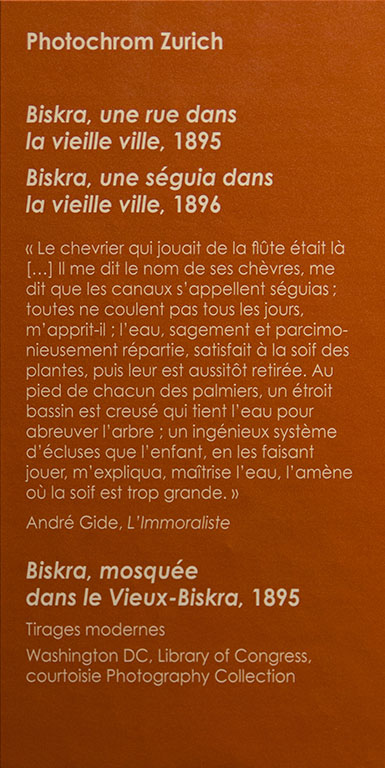 Photochrom Zurich
Biskra, une rue dans
la vieille ville, 1895
Biskra, une séguia dans
la vieille ville, 1896
« Le chevrier qui jouait de la flûte était là
[…] Il me dit le nom de ses chèvres, me
dit que les canaux s’appellent séguias ;
toutes ne coulent pas tous les jours,
m’apprit-il ; l’eau, sagement et parcimo-
nieusement répartie, satisfait à la soif des
plantes, puis leur est aussitôt retirée. Au
pied de chacun des palmiers, un étroit
bassin est creusé qui tient l’eau pour
abreuver l’arbre ; un ingénieux système
d’écluses que l’enfant, en les faisant
jouer, m’expliqua, maîtrise l’eau, l’amène
où la soif est trop grande. »
André Gide, L’Immoraliste
Biskra, mosquée
dans le Vieux-Biskra, 1895
Tirages modernes
Washington DC, Library of Congress,
courtoisie Photography Collection